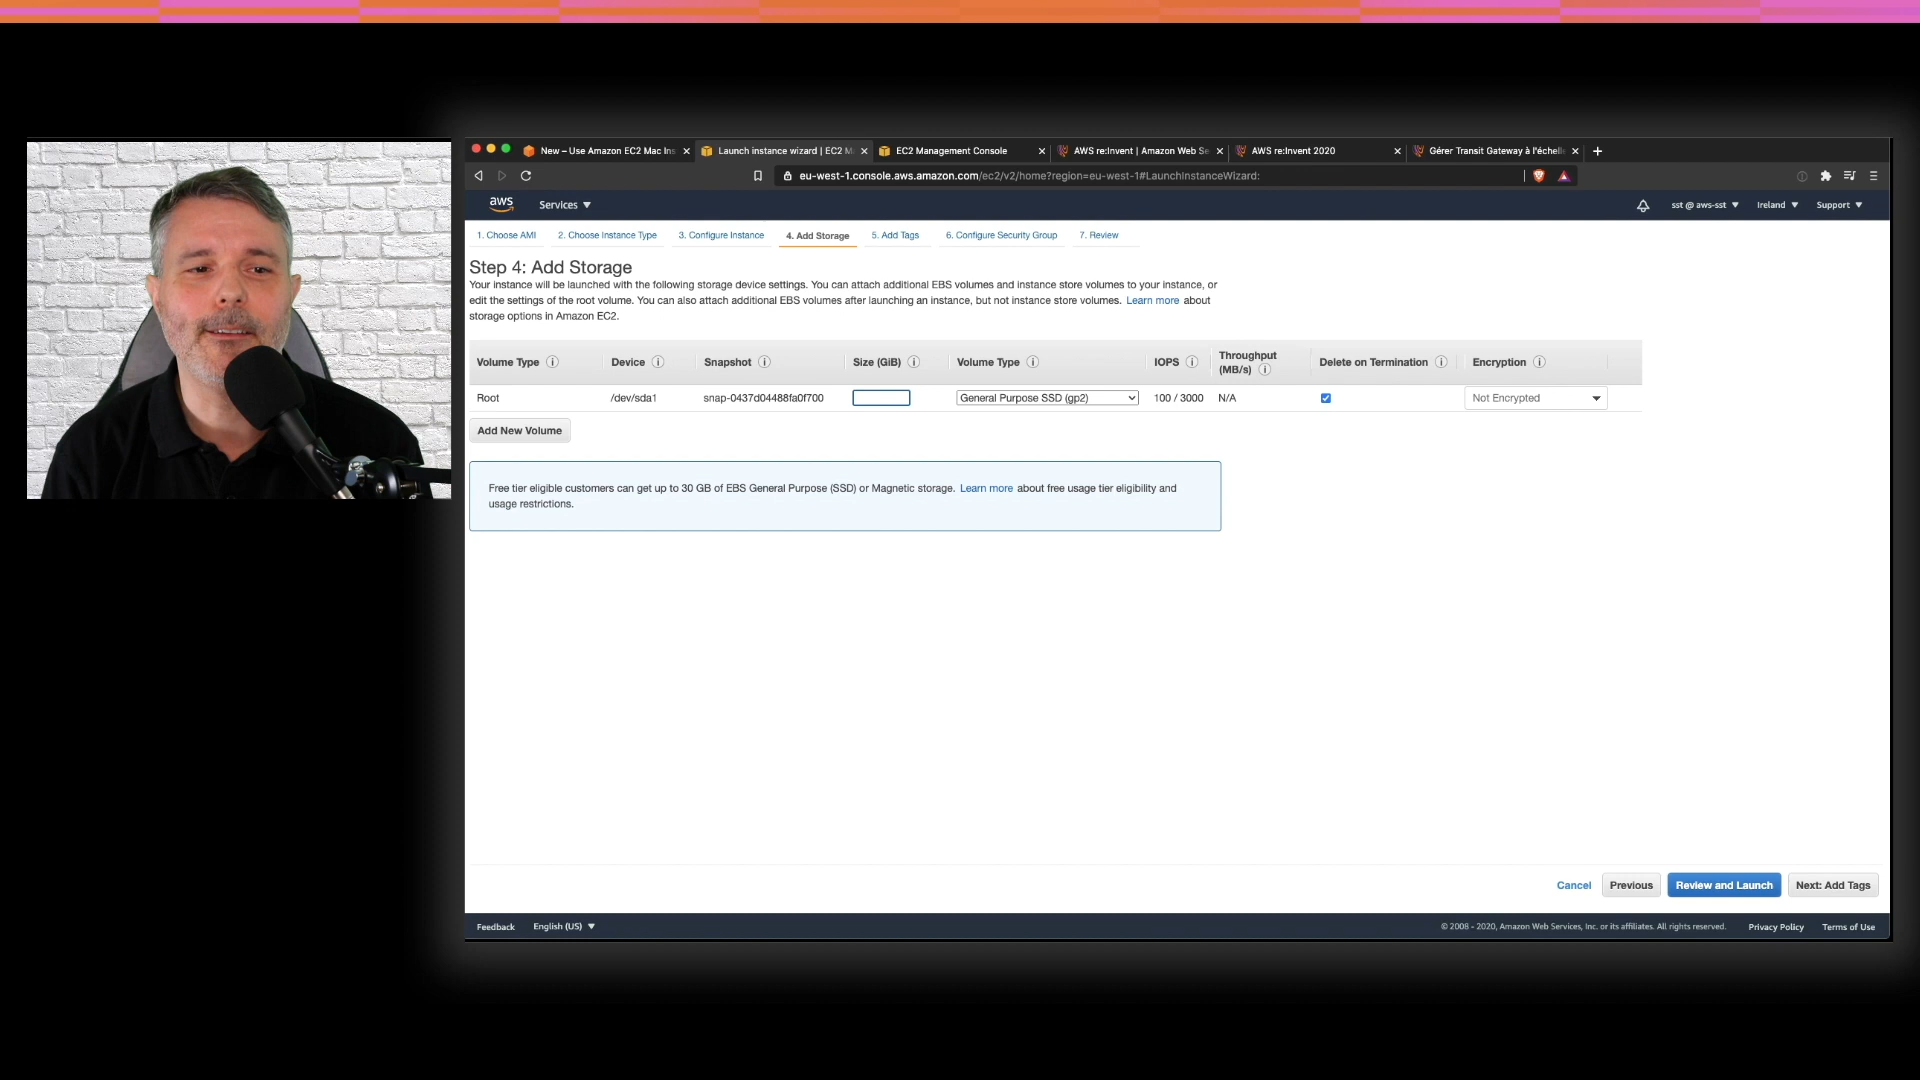 New – Use Amazon EC2 Mac Ins
Launch instance wizard | EC2 M
EC2 Management Console
AWS re:Invent | Amazon Web Se
AWS re:Invent 2020
Gérer Transit Gateway à l'échell
eu-west-1.console.aws.amazon.com/ec2/v2/home?region=eu-west-1#LaunchInstanceWizard:
aws
Services
sst @ aws-sst
Ireland
Support
1. Choose AMI
2. Choose Instance Type
3. Configure Instance
4. Add Storage
5. Add Tags
6. Configure Security Group
7. Review
Step 4: Add Storage
Your instance will be launched with the following storage device settings. You can attach additional EBS volumes and instance store volumes to your instance, or
edit the settings of the root volume. You can also attach additional EBS volumes after launching an instance, but not instance store volumes. Learn more about
storage options in Amazon EC2.
Volume Type
Device
Snapshot
Size (GiB)
Volume Type
IOPS
Throughput
(MB/s)
Delete on Termination
Encryption
Root
/dev/sda1
snap-0437d04488fa0f700
General Purpose SSD (gp2)
100 / 3000
N/A
Not Encrypted
Add New Volume
Free tier eligible customers can get up to 30 GB of EBS General Purpose (SSD) or Magnetic storage. Learn more about free usage tier eligibility and
usage restrictions.
Cancel
Previous
Review and Launch
Next: Add Tags
Feedback
English (US)
© 2008 - 2020, Amazon Web Services, Inc. or its affiliates. All rights reserved.
Privacy Policy
Terms of Use